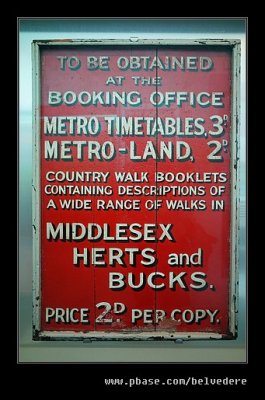 TO BE OBTAINED
AT THE
BOOKING OFFICE
METRO TIMETABLES, 3D.
METRO-LAND, 2D.
COUNTRY WALK BOOKLETS
CONTAINING DESCRIPTIONS OF
A WIDE RANGE OF WALKS IN
MIDDLESEX
HERTS and
BUCKS.
PRICE 2D. PER COPY.
www.pbase.com/belvedere